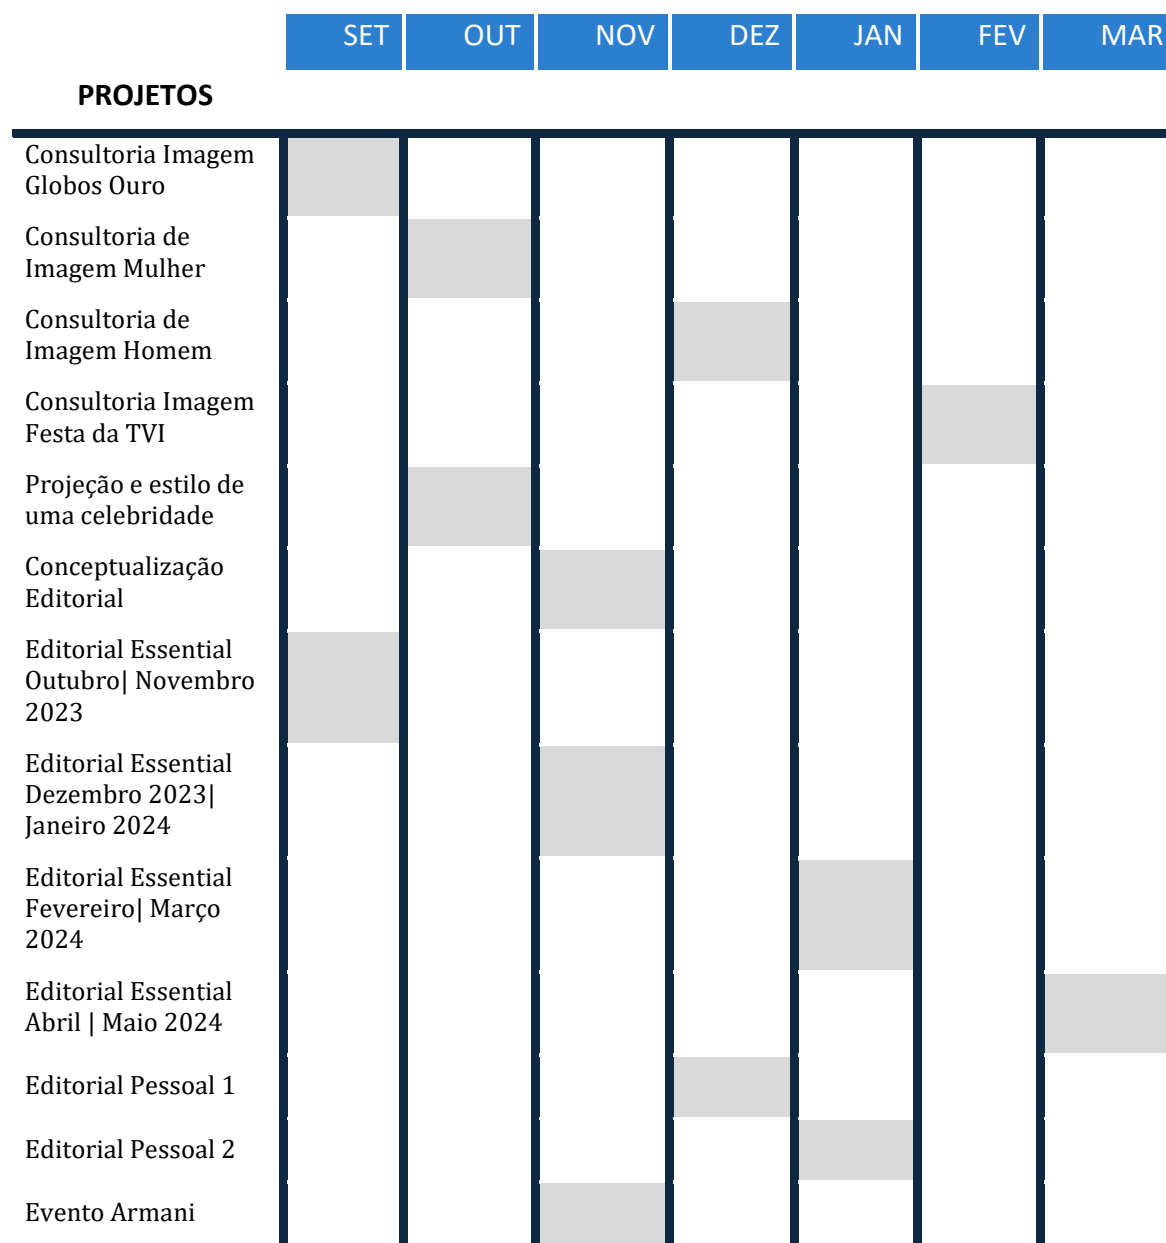 SET OUT NOV DEZ JAN FEV MAR
PROJETOS
Consultoria Imagem
Globos Ouro
Consultoria de
Imagem Mulher
Consultoria de
Imagem Homem
Consultoria Imagem
Festa da TVI
Projeção e estilo de
uma celebridade
Conceptualização
Editorial
Editorial Essential
Outubro| Novembro
2023
Editorial Essential
Dezembro 2023|
Janeiro 2024
Editorial Essential
Fevereiro| Março
2024
Editorial Essential
Abril | Maio 2024
Editorial Pessoal 1
Editorial Pessoal 2
Evento Armani